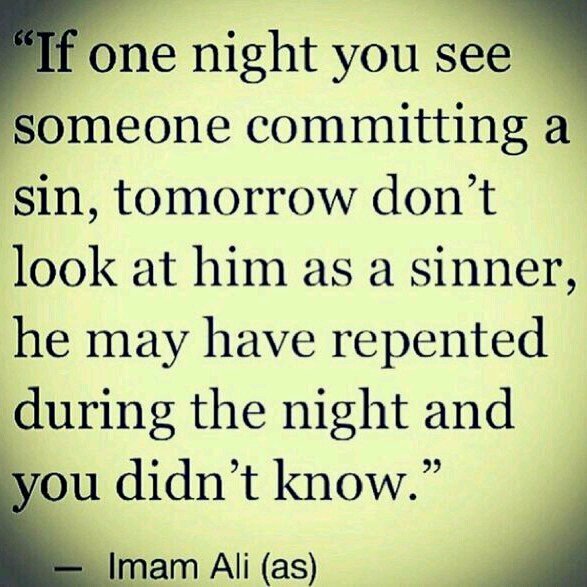 “If one night you see
someone committing a
sin, tomorrow don’t
look at him as a sinner,
he may have repented
during the night and
you didn’t know.”
— Imam Ali (as)